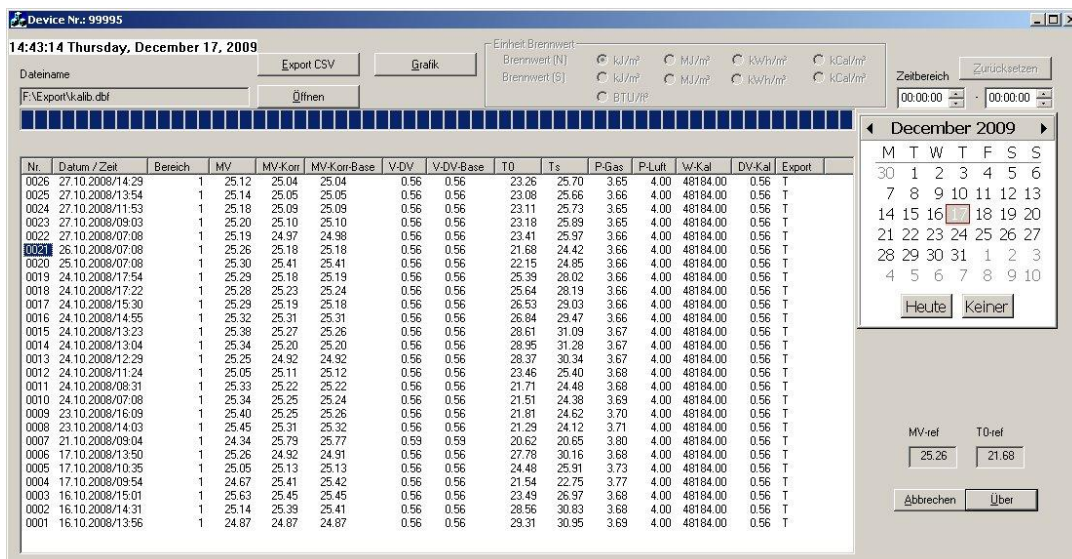 Device Nr.: 99995
14:43:14 Thursday, December 17, 2009
Export CSV
Grafik
Dateiname
F:\Export\kalib.dbf
Öffnen
Einheit Brennwert
Brennwert (N) kJ/m³ MJ/m³ kWh/m³ kCal/m³
Brennwert (S) kJ/m³ MJ/m³ kWh/m³ kCal/m³
BTU/ft³
Zeitbereich
Zurücksetzen
00:00:00 - 00:00:00
December 2009
M T W T F S S
30 1 2 3 4 5 6
7 8 9 10 11 12 13
14 15 16 17 18 19 20
21 22 23 24 25 26 27
28 29 30 31 1 2 3
4 5 6 7 8 9 10
Heute Keiner
Nr. Datum / Zeit Bereich MV MV-Korr MV-Korr-Base V-DV V-DV-Base T0 Ts P-Gas P-Luft W-Kal DV-Kal Export
0026 27.10.2008/14:29 1 25.12 25.04 25.04 0.56 0.56 23.26 25.70 3.65 4.00 48184.00 0.56 T
0025 27.10.2008/13:54 1 25.14 25.05 25.05 0.56 0.56 23.08 25.66 3.66 4.00 48184.00 0.56 T
0024 27.10.2008/11:53 1 25.18 25.09 25.09 0.56 0.56 23.11 25.73 3.65 4.00 48184.00 0.56 T
0023 27.10.2008/09:03 1 25.20 25.10 25.10 0.56 0.56 23.18 25.89 3.65 4.00 48184.00 0.56 T
0022 27.10.2008/07:08 1 25.19 24.97 24.98 0.56 0.56 23.41 25.97 3.66 4.00 48184.00 0.56 T
0021 26.10.2008/07:08 1 25.26 25.18 25.18 0.56 0.56 21.68 24.42 3.66 4.00 48184.00 0.56 T
0020 25.10.2008/07:08 1 25.30 25.41 25.41 0.56 0.56 22.15 24.85 3.66 4.00 48184.00 0.56 T
0019 24.10.2008/17:54 1 25.29 25.18 25.19 0.56 0.56 25.39 28.02 3.66 4.00 48184.00 0.56 T
0018 24.10.2008/17:22 1 25.28 25.23 25.24 0.56 0.56 25.64 28.19 3.66 4.00 48184.00 0.56 T
0017 24.10.2008/15:30 1 25.29 25.19 25.18 0.56 0.56 26.53 29.03 3.66 4.00 48184.00 0.56 T
0016 24.10.2008/14:55 1 25.32 25.31 25.31 0.56 0.56 26.84 29.47 3.66 4.00 48184.00 0.56 T
0015 24.10.2008/13:23 1 25.38 25.27 25.26 0.56 0.56 28.61 31.09 3.67 4.00 48184.00 0.56 T
0014 24.10.2008/13:04 1 25.34 25.20 25.20 0.56 0.56 28.95 31.28 3.67 4.00 48184.00 0.56 T
0013 24.10.2008/12:29 1 25.25 24.92 24.92 0.56 0.56 28.37 30.34 3.67 4.00 48184.00 0.56 T
0012 24.10.2008/11:24 1 25.05 25.11 25.12 0.56 0.56 23.46 25.40 3.68 4.00 48184.00 0.56 T
0011 24.10.2008/08:31 1 25.33 25.22 25.22 0.56 0.56 21.71 24.48 3.68 4.00 48184.00 0.56 T
0010 24.10.2008/07:08 1 25.34 25.25 25.24 0.56 0.56 21.51 24.38 3.69 4.00 48184.00 0.56 T
0009 23.10.2008/16:09 1 25.40 25.25 25.26 0.56 0.56 21.81 24.62 3.70 4.00 48184.00 0.56 T
0008 23.10.2008/14:03 1 25.45 25.31 25.32 0.56 0.56 21.29 24.12 3.71 4.00 48184.00 0.56 T
0007 21.10.2008/09:04 1 24.34 25.79 25.77 0.59 0.59 20.62 20.65 3.80 4.00 48184.00 0.56 T
0006 17.10.2008/13:50 1 25.26 24.92 24.91 0.56 0.56 27.78 30.16 3.68 4.00 48184.00 0.56 T
0005 17.10.2008/10:35 1 25.05 25.13 25.13 0.56 0.56 24.48 25.91 3.73 4.00 48184.00 0.56 T
0004 17.10.2008/09:54 1 24.67 25.41 25.42 0.56 0.56 21.54 22.75 3.77 4.00 48184.00 0.56 T
0003 16.10.2008/15:01 1 25.63 25.45 25.45 0.56 0.56 23.49 26.97 3.68 4.00 48184.00 0.56 T
0002 16.10.2008/14:31 1 25.14 25.39 25.41 0.56 0.56 28.56 30.83 3.68 4.00 48184.00 0.56 T
0001 16.10.2008/13:56 1 24.87 24.87 24.87 0.56 0.56 29.31 30.95 3.69 4.00 48184.00 0.56 T
MV-ref T0-ref
25.26 21.68
Abbrechen Über